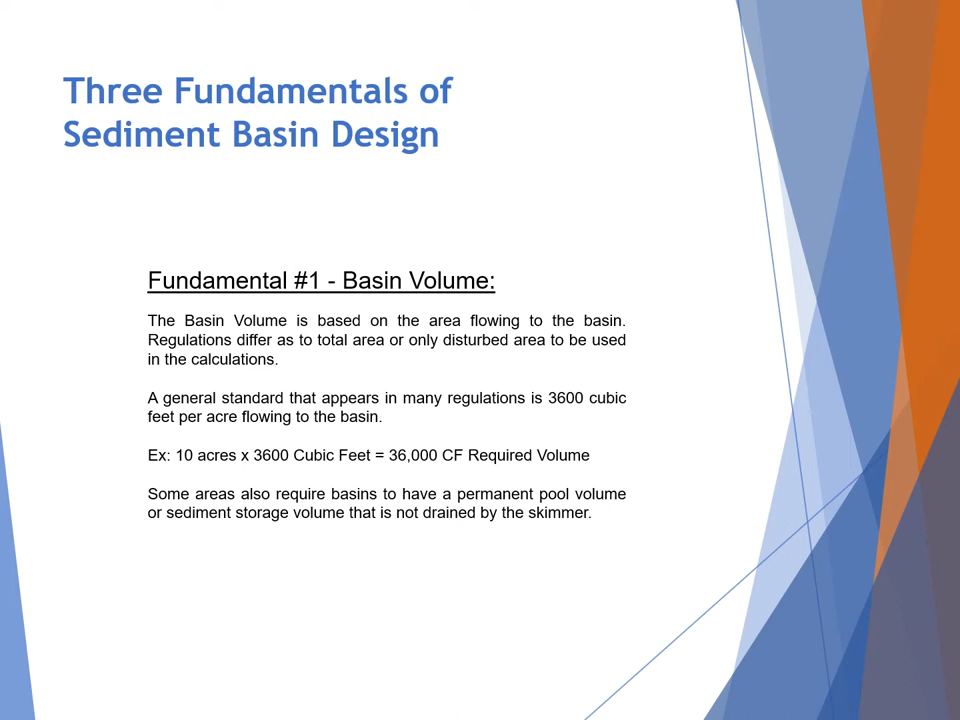 Three Fundamentals of
Sediment Basin Design
Fundamental #1 - Basin Volume:
The Basin Volume is based on the area flowing to the basin.
Regulations differ as to total area or only disturbed area to be used
in the calculations.
A general standard that appears in many regulations is 3600 cubic
feet per acre flowing to the basin.
Ex: 10 acres x 3600 Cubic Feet = 36,000 CF Required Volume
Some areas also require basins to have a permanent pool volume
or sediment storage volume that is not drained by the skimmer.